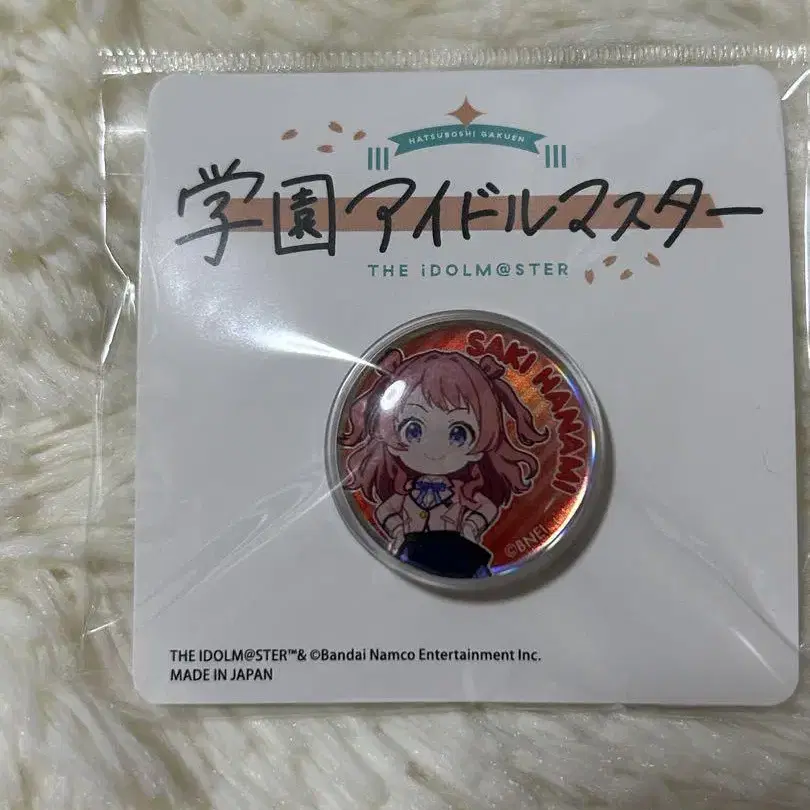 HATSUBOSHI GAKUEN
学園アイドルマスター
THE iDOLM@STER
SAKI HANAMI
©BNEI
THE IDOLM@STER™& ©Bandai Namco Entertainment Inc.
MADE IN JAPAN